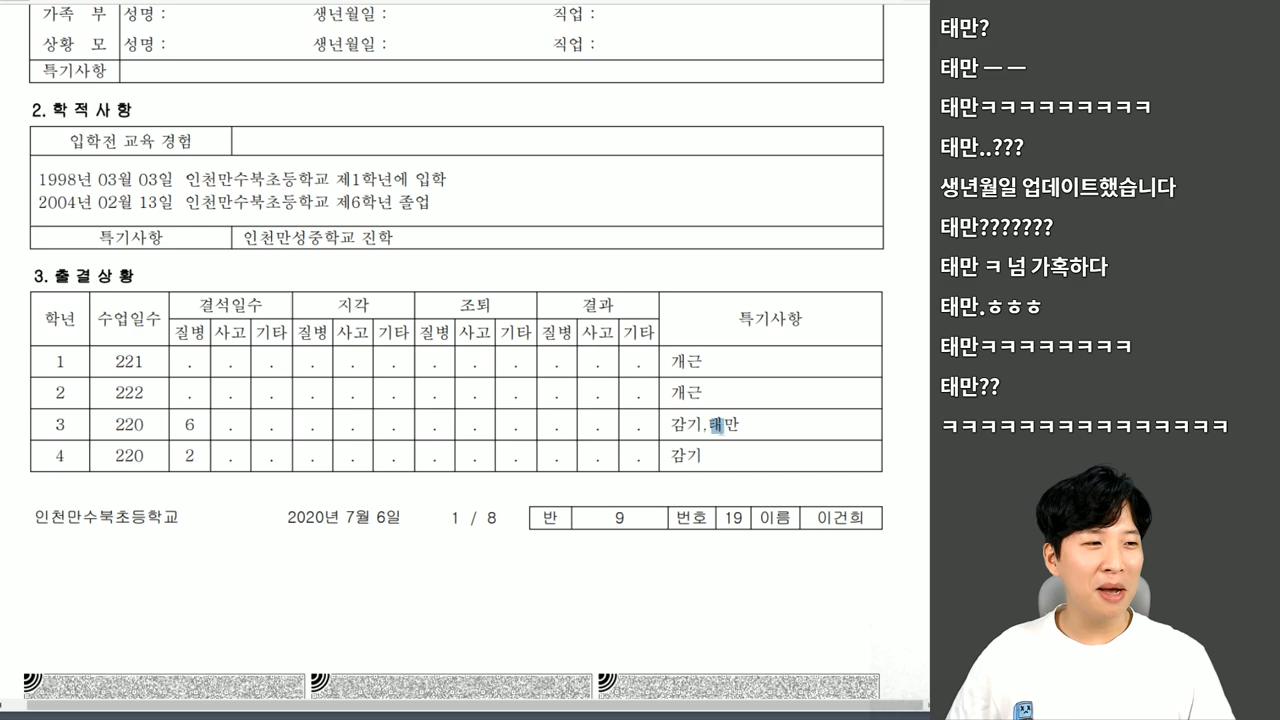 가족 부 성명 : 생년월일 : 직업 :
상황 모 성명 : 생년월일 : 직업 :
특기사항
2. 학 적 사 항
입학전 교육 경험
1998년 03월 03일 인천만수북초등학교 제1학년에 입학
2004년 02월 13일 인천만수북초등학교 제6학년 졸업
특기사항 인천만성중학교 진학
3. 출 결 상 황
학년 수업일수 결석일수 지각 조퇴 결과 특기사항
질병 사고 기타 질병 사고 기타 질병 사고 기타 질병 사고 기타
1 221 . . . . . . . . . . . . 개근
2 222 . . . . . . . . . . . . 개근
3 220 6 . . . . . . . . . . . 감기,태만
4 220 2 . . . . . . . . . . . 감기
인천만수북초등학교 2020년 7월 6일 1 / 8 반 9 번호 19 이름 이건희
태만?
태만 ㅡ ㅡ
태만ㅋㅋㅋㅋㅋㅋㅋㅋㅋ
태만..???
생년월일 업데이트했습니다
태만???????
태만 ㅋ 넘 가혹하다
태만.ㅎㅎㅎ
태만ㅋㅋㅋㅋㅋㅋㅋㅋ
태만??
ㅋㅋㅋㅋㅋㅋㅋㅋㅋㅋㅋㅋㅋㅋㅋ